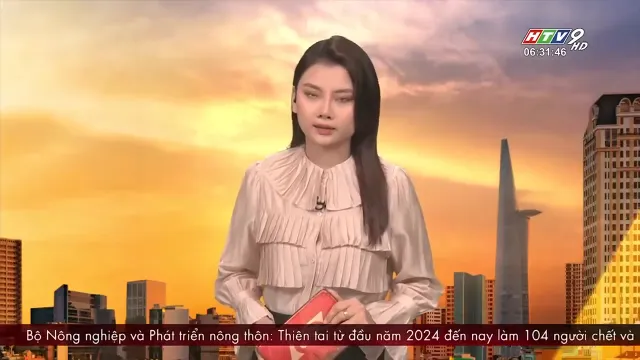 HTV9 HD
06:31:46
Bộ Nông nghiệp và Phát triển nông thôn: Thiên tai từ đầu năm 2024 đến nay làm 104 người chết và